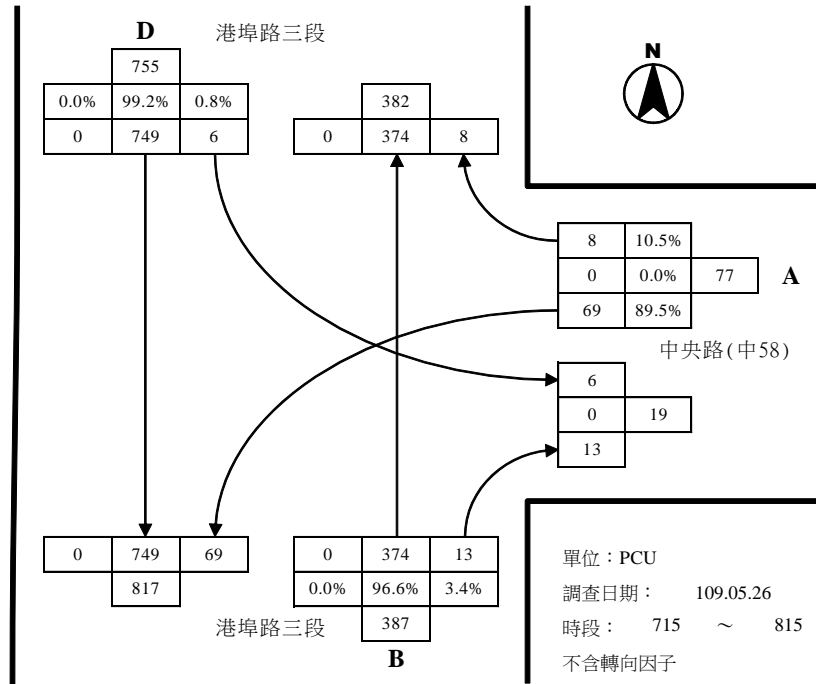 D 港埠路三段
755
0.0% 99.2% 0.8%
0 749 6
382
0 374 8
N
8 10.5%
0 0.0% 77
69 89.5%
A
中央路(中58)
6
0 19
13
0 749 69
817
0 374 13
0.0% 96.6% 3.4%
387
港埠路三段
B
單位：PCU
調查日期： 109.05.26
時段： 715 ～ 815
不含轉向因子